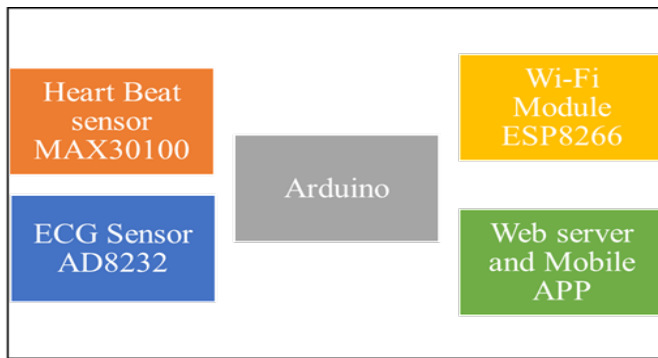 Heart Beat
sensor
MAX30100
ECG Sensor
AD8232
Arduino
Wi-Fi
Module
ESP8266
Web server
and Mobile
APP